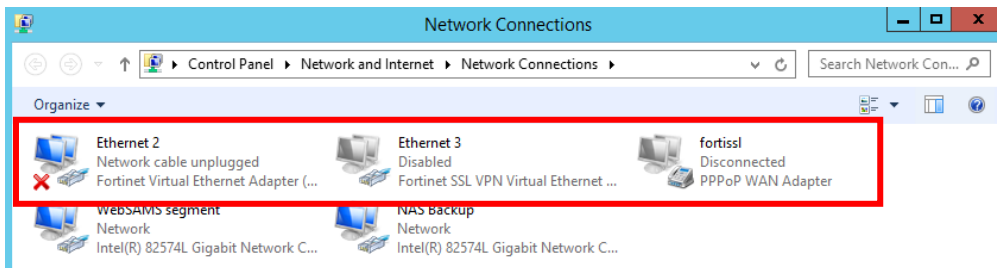 Network Connections
Control Panel Network and Internet Network Connections
Search Network Con...
Organize
Ethernet 2
Network cable unplugged
Fortinet Virtual Ethernet Adapter (...
Ethernet 3
Disabled
Fortinet SSL VPN Virtual Ethernet ...
fortissl
Disconnected
PPPoP WAN Adapter
WebSAMS segment
Network
Intel(R) 82574L Gigabit Network C...
NAS Backup
Network
Intel(R) 82574L Gigabit Network C...